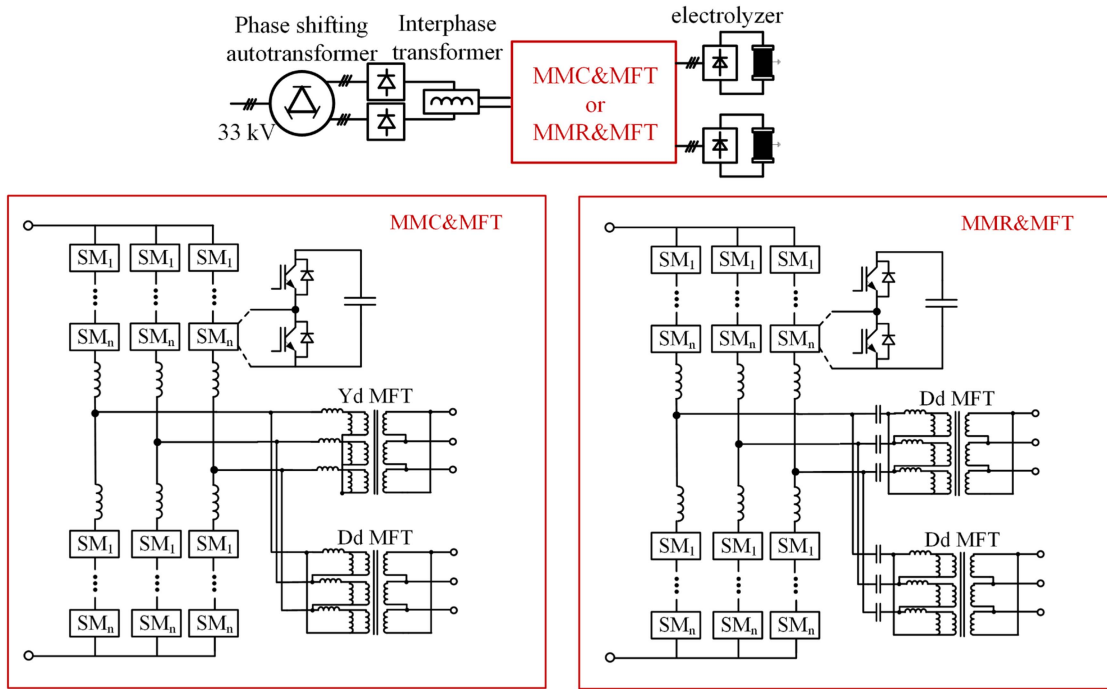 Phase shifting
autotransformer
Interphase
transformer
electrolyzer
33 kV
MMC&MFT
or
MMR&MFT
MMC&MFT
SM1 SM1 SM1
SMn SMn SMn
Yd MFT
Dd MFT
SM1 SM1 SM1
SMn SMn SMn
MMR&MFT
SM1 SM1 SM1
SMn SMn SMn
Dd MFT
Dd MFT
SM1 SM1 SM1
SMn SMn SMn